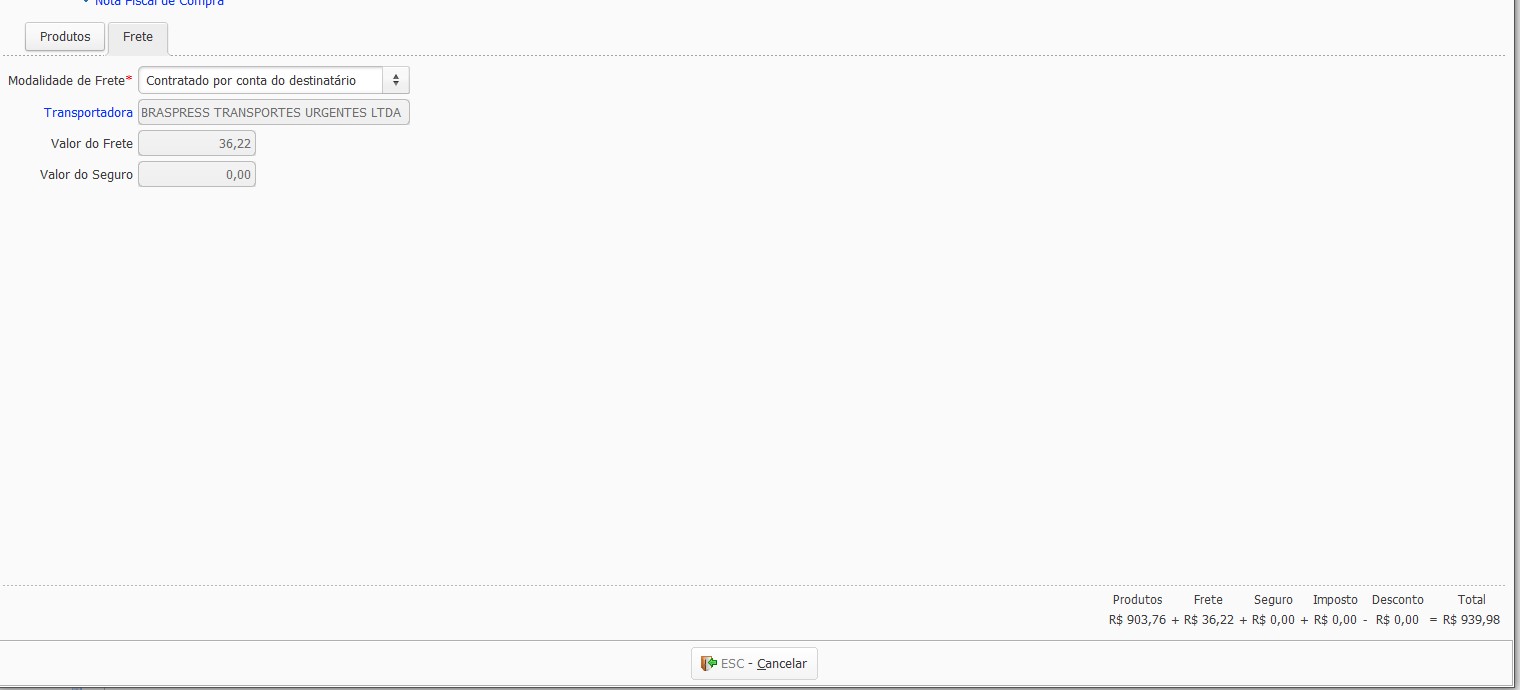 Nota Fiscal de Compra
Produtos Frete
Modalidade de Frete* Contratado por conta do destinatário
Transportadora BRASPRESS TRANSPORTES URGENTES LTDA
Valor do Frete 36,22
Valor do Seguro 0,00
Produtos Frete Seguro Imposto Desconto Total
R$ 903,76 + R$ 36,22 + R$ 0,00 + R$ 0,00 - R$ 0,00 = R$ 939,98
ESC - Cancelar